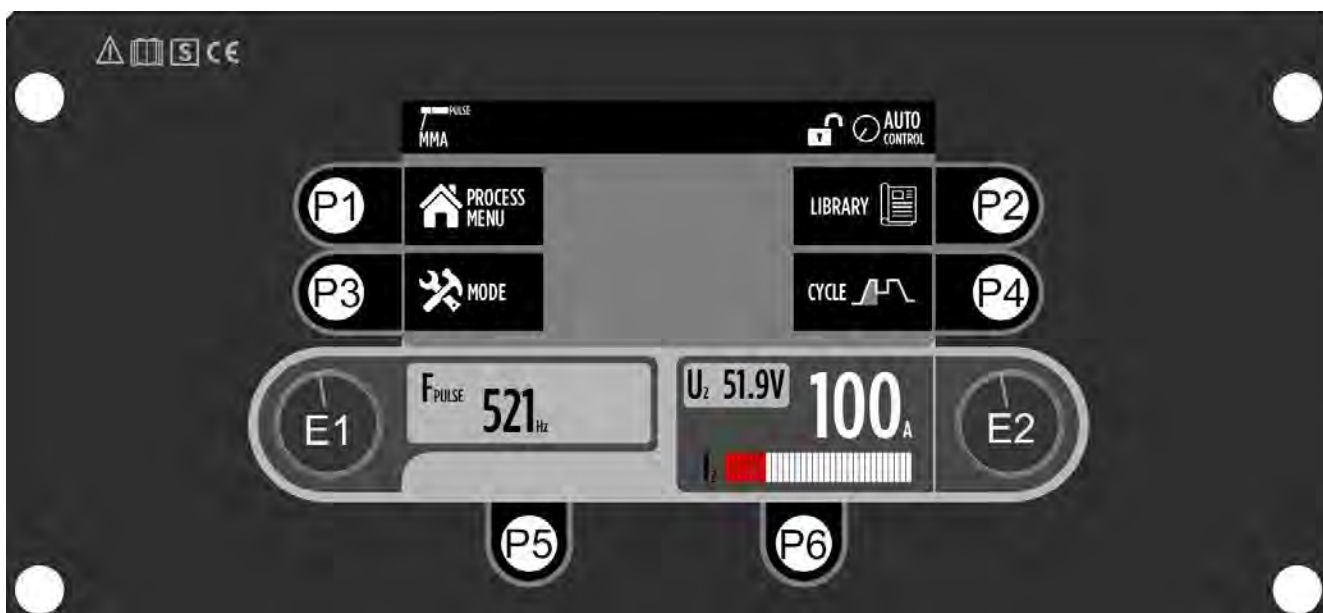 S CE
PULSE
MMA
AUTO
CONTROL
P1
PROCESS
MENU
LIBRARY
P2
P3
MODE
CYCLE
P4
E1
FPULSE 521Hz
U2 51.9V
100A
I2
E2
P5
P6